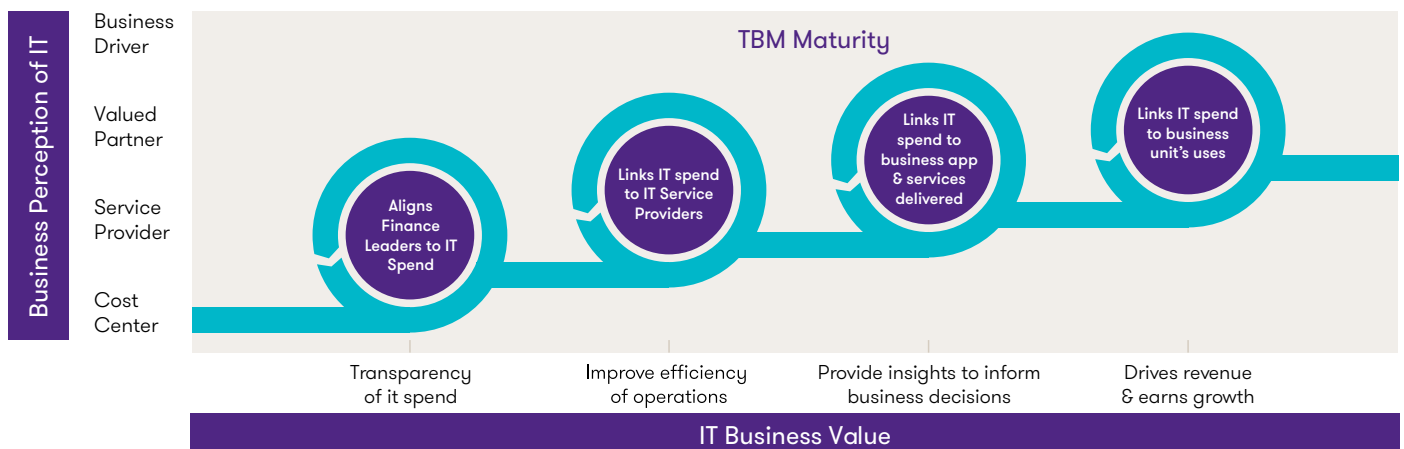 Business Perception of IT
Business
Driver
Valued
Partner
Service
Provider
Cost
Center
TBM Maturity
Aligns
Finance
Leaders to IT
Spend
Links IT spend
to IT Service
Providers
Links IT
spend to
business app
& services
delivered
Links IT spend
to business
unit's uses
Transparency
of it spend
Improve efficiency
of operations
Provide insights to inform
business decisions
Drives revenue
& earns growth
IT Business Value